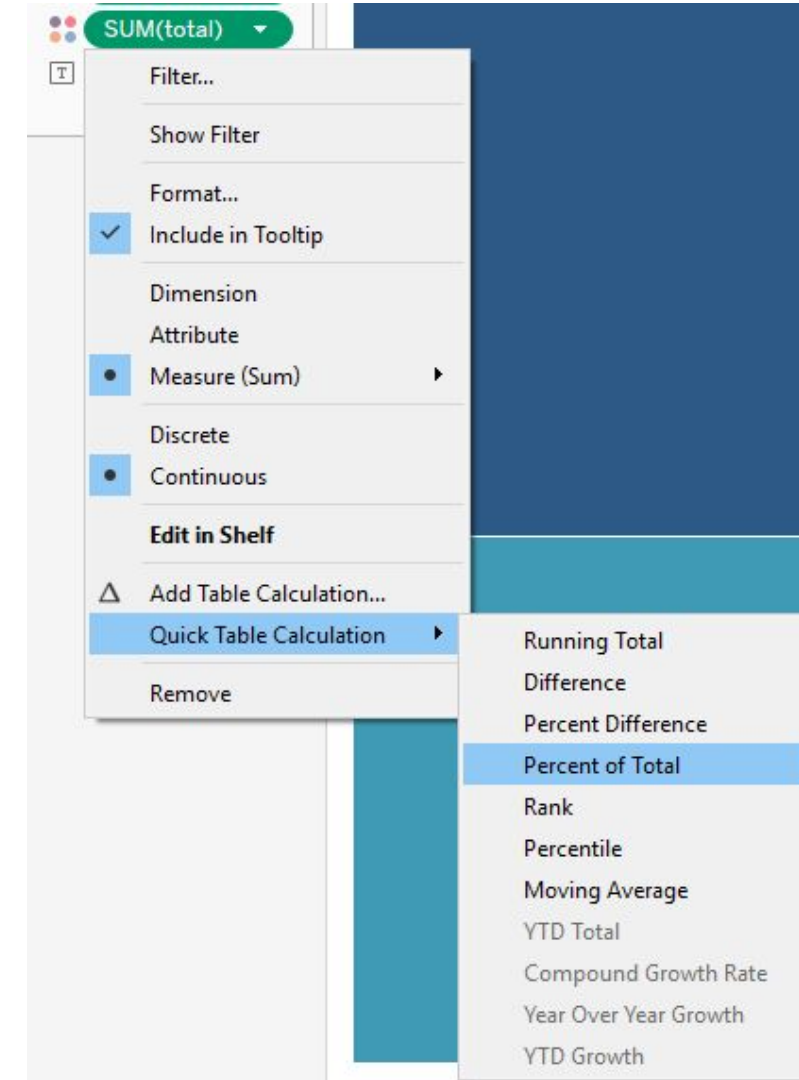 SUM(total)
T
Filter...
Show Filter
Format...
Include in Tooltip
Dimension
Attribute
Measure (Sum)
Discrete
Continuous
Edit in Shelf
Δ Add Table Calculation...
Quick Table Calculation
Remove
Running Total
Difference
Percent Difference
Percent of Total
Rank
Percentile
Moving Average
YTD Total
Compound Growth Rate
Year Over Year Growth
YTD Growth